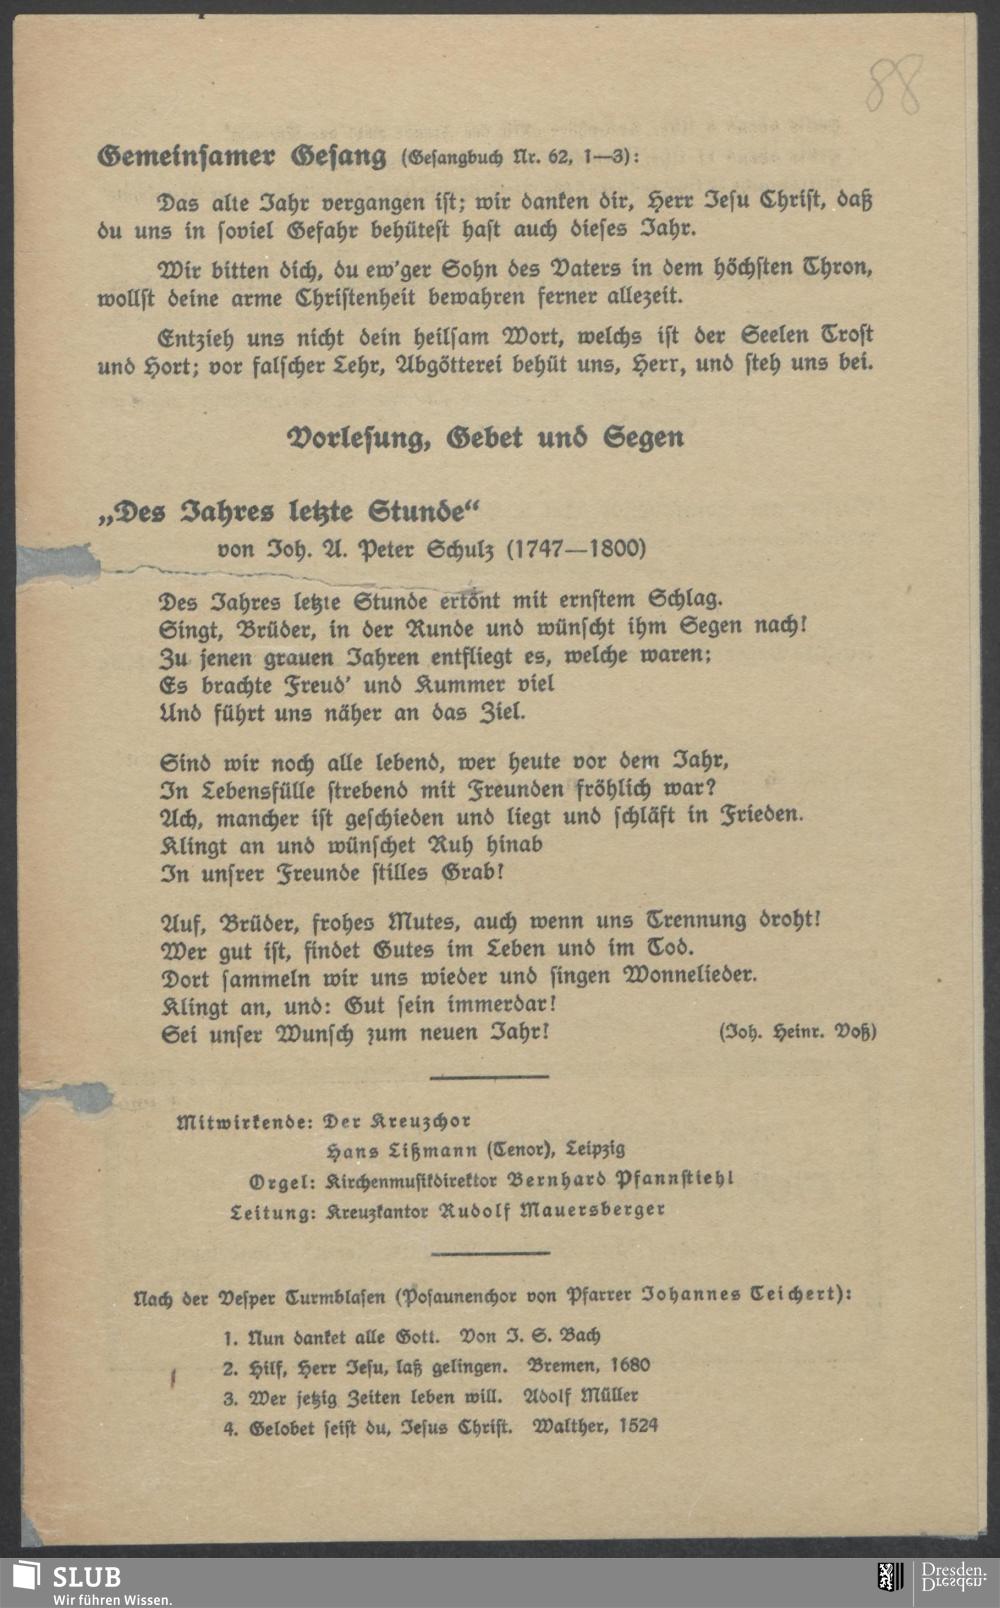 88
Gemeinsamer Gesang (Gesangbuch Nr. 62, 1—3):
Das alte Jahr vergangen ist; wir danken dir, Herr Jesu Christ, daß
du uns in soviel Gefahr behütest hast auch dieses Jahr.
Wir bitten dich, du ew'ger Sohn des Vaters in dem höchsten Thron,
wollst deine arme Christenheit bewahren ferner allezeit.
Entzieh uns nicht dein heilsam Wort, welchs ist der Seelen Trost
und Hort; vor falscher Lehr, Abgötterei behüt uns, Herr, und steh uns bei.
Vorlesung, Gebet und Segen
„Des Jahres letzte Stunde“
von Joh. A. Peter Schulz (1747—1800)
Des Jahres letzte Stunde ertönt mit ernstem Schlag.
Singt, Brüder, in der Runde und wünscht ihm Segen nach!
Zu jenen grauen Jahren entfliegt es, welche waren;
Es brachte Freud' und Kummer viel
Und führt uns näher an das Ziel.
Sind wir noch alle lebend, wer heute vor dem Jahr,
In Lebensfülle strebend mit Freunden fröhlich war?
Ach, mancher ist geschieden und liegt und schläft in Frieden.
Klingt an und wünschet Ruh hinab
In unsrer Freunde stilles Grab!
Auf, Brüder, frohes Mutes, auch wenn uns Trennung droht!
Wer gut ist, findet Gutes im Leben und im Tod.
Dort sammeln wir uns wieder und singen Wonnelieder.
Klingt an, und: Gut sein immerdar!
Sei unser Wunsch zum neuen Jahr! (Joh. Heinr. Voß)
Mitwirkende: Der Kreuzchor
Hans Lißmann (Tenor), Leipzig
Orgel: Kirchenmusikdirektor Bernhard Pfannstiehl
Leitung: Kreuzkantor Rudolf Mauersberger
Nach der Vesper Turmblasen (Posaunenchor von Pfarrer Johannes Teichert):
1. Nun danket alle Gott. Von J. S. Bach
2. Hilf, Herr Jesu, laß gelingen. Bremen, 1680
3. Wer jetzig Zeiten leben will. Adolf Müller
4. Gelobet seist du, Jesus Christ. Walther, 1524
SLUB
Wir führen Wissen.
Dresden.
Dresden.